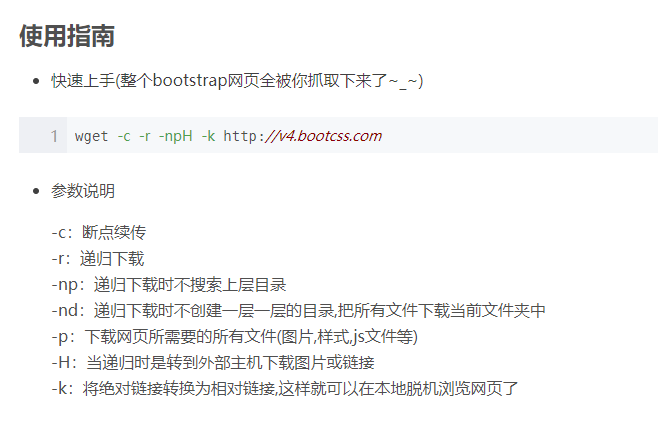 使用指南
快速上手(整个bootstrap网页全被你抓取下来了~_~)
1 wget -c -r -npH -k http://v4.bootcss.com
参数说明
-c：断点续传
-r：递归下载
-np：递归下载时不搜索上层目录
-nd：递归下载时不创建一层一层的目录,把所有文件下载当前文件夹中
-p：下载网页所需要的所有文件(图片,样式,js文件等)
-H：当递归时是转到外部主机下载图片或链接
-k：将绝对链接转换为相对链接,这样就可以在本地脱机浏览网页了